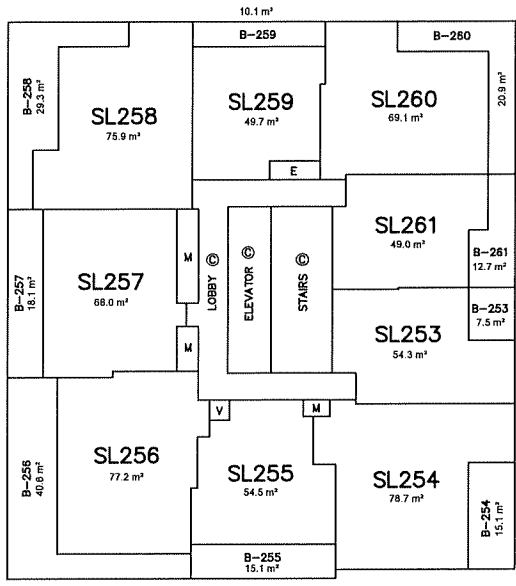 10.1 m²
B-259
B-260
B-258
29.3 m²
SL258
75.9 m²
SL259
49.7 m²
SL260
69.1 m²
20.9 m²
E
SL261
49.0 m²
B-261
12.7 m²
M
LOBBY ©
ELEVATOR ©
STAIRS ©
B-257
18.1 m²
SL257
68.0 m²
M
B-253
7.5 m²
SL253
54.3 m²
V
M
B-256
40.6 m²
SL256
77.2 m²
SL255
54.5 m²
SL254
78.7 m²
B-254
15.1 m²
B-255
15.1 m²